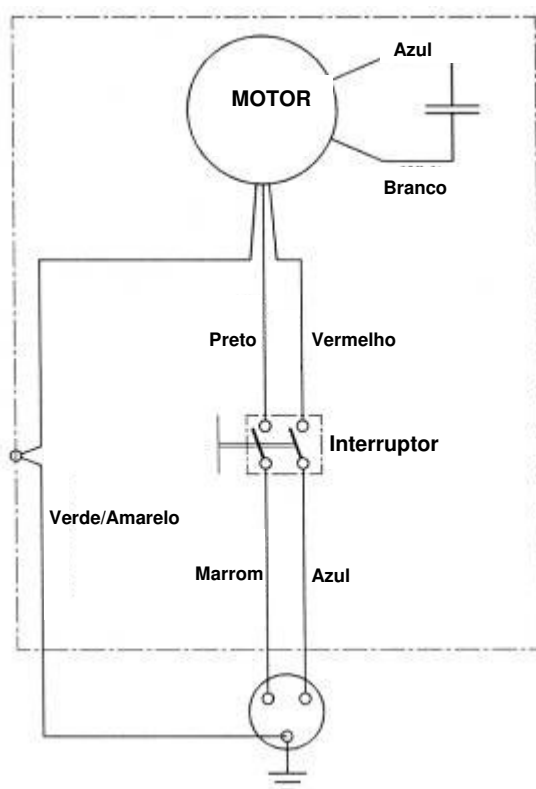 Azul
MOTOR
Branco
Preto
Vermelho
Interruptor
Verde/Amarelo
Marrom
Azul